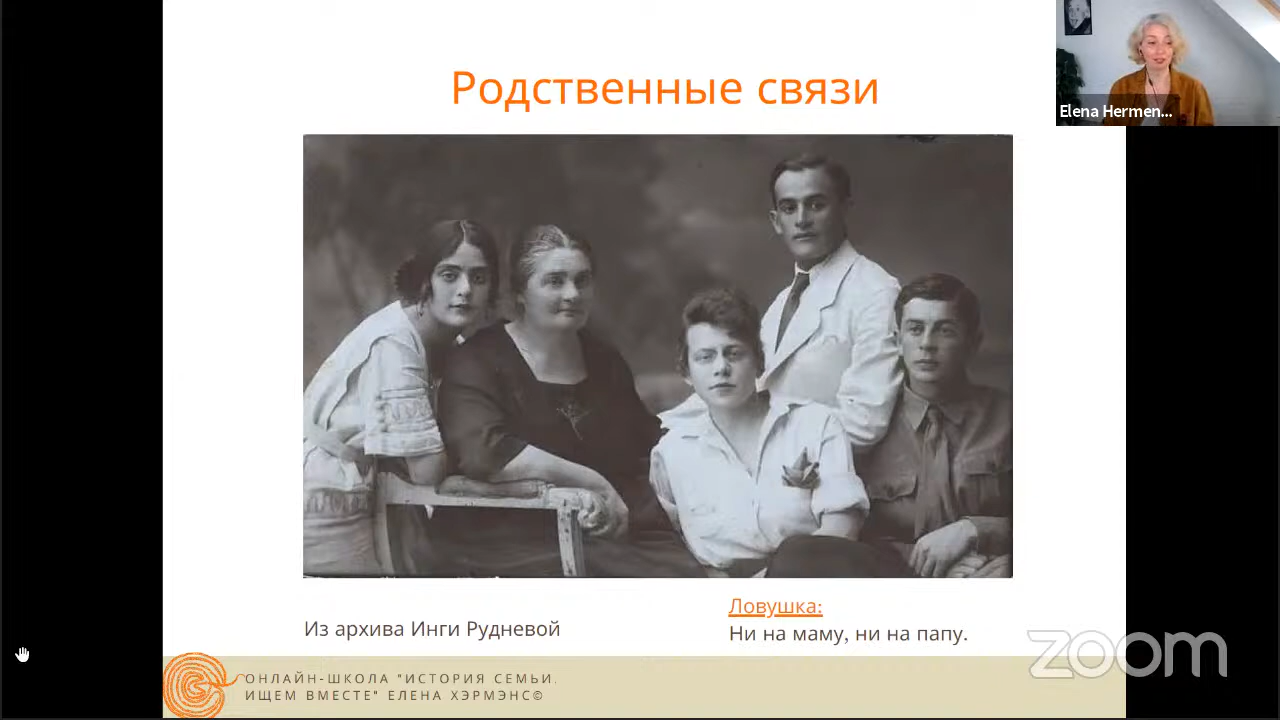 Родственные связи
Elena Hermen...
Из архива Инги Рудневой
Ловушка:
Ни на маму, ни на папу.
zoom
ОНЛАЙН-ШКОЛА "ИСТОРИЯ СЕМЬИ.
ИЩЕМ ВМЕСТЕ" ЕЛЕНА ХЭРМЭНС©